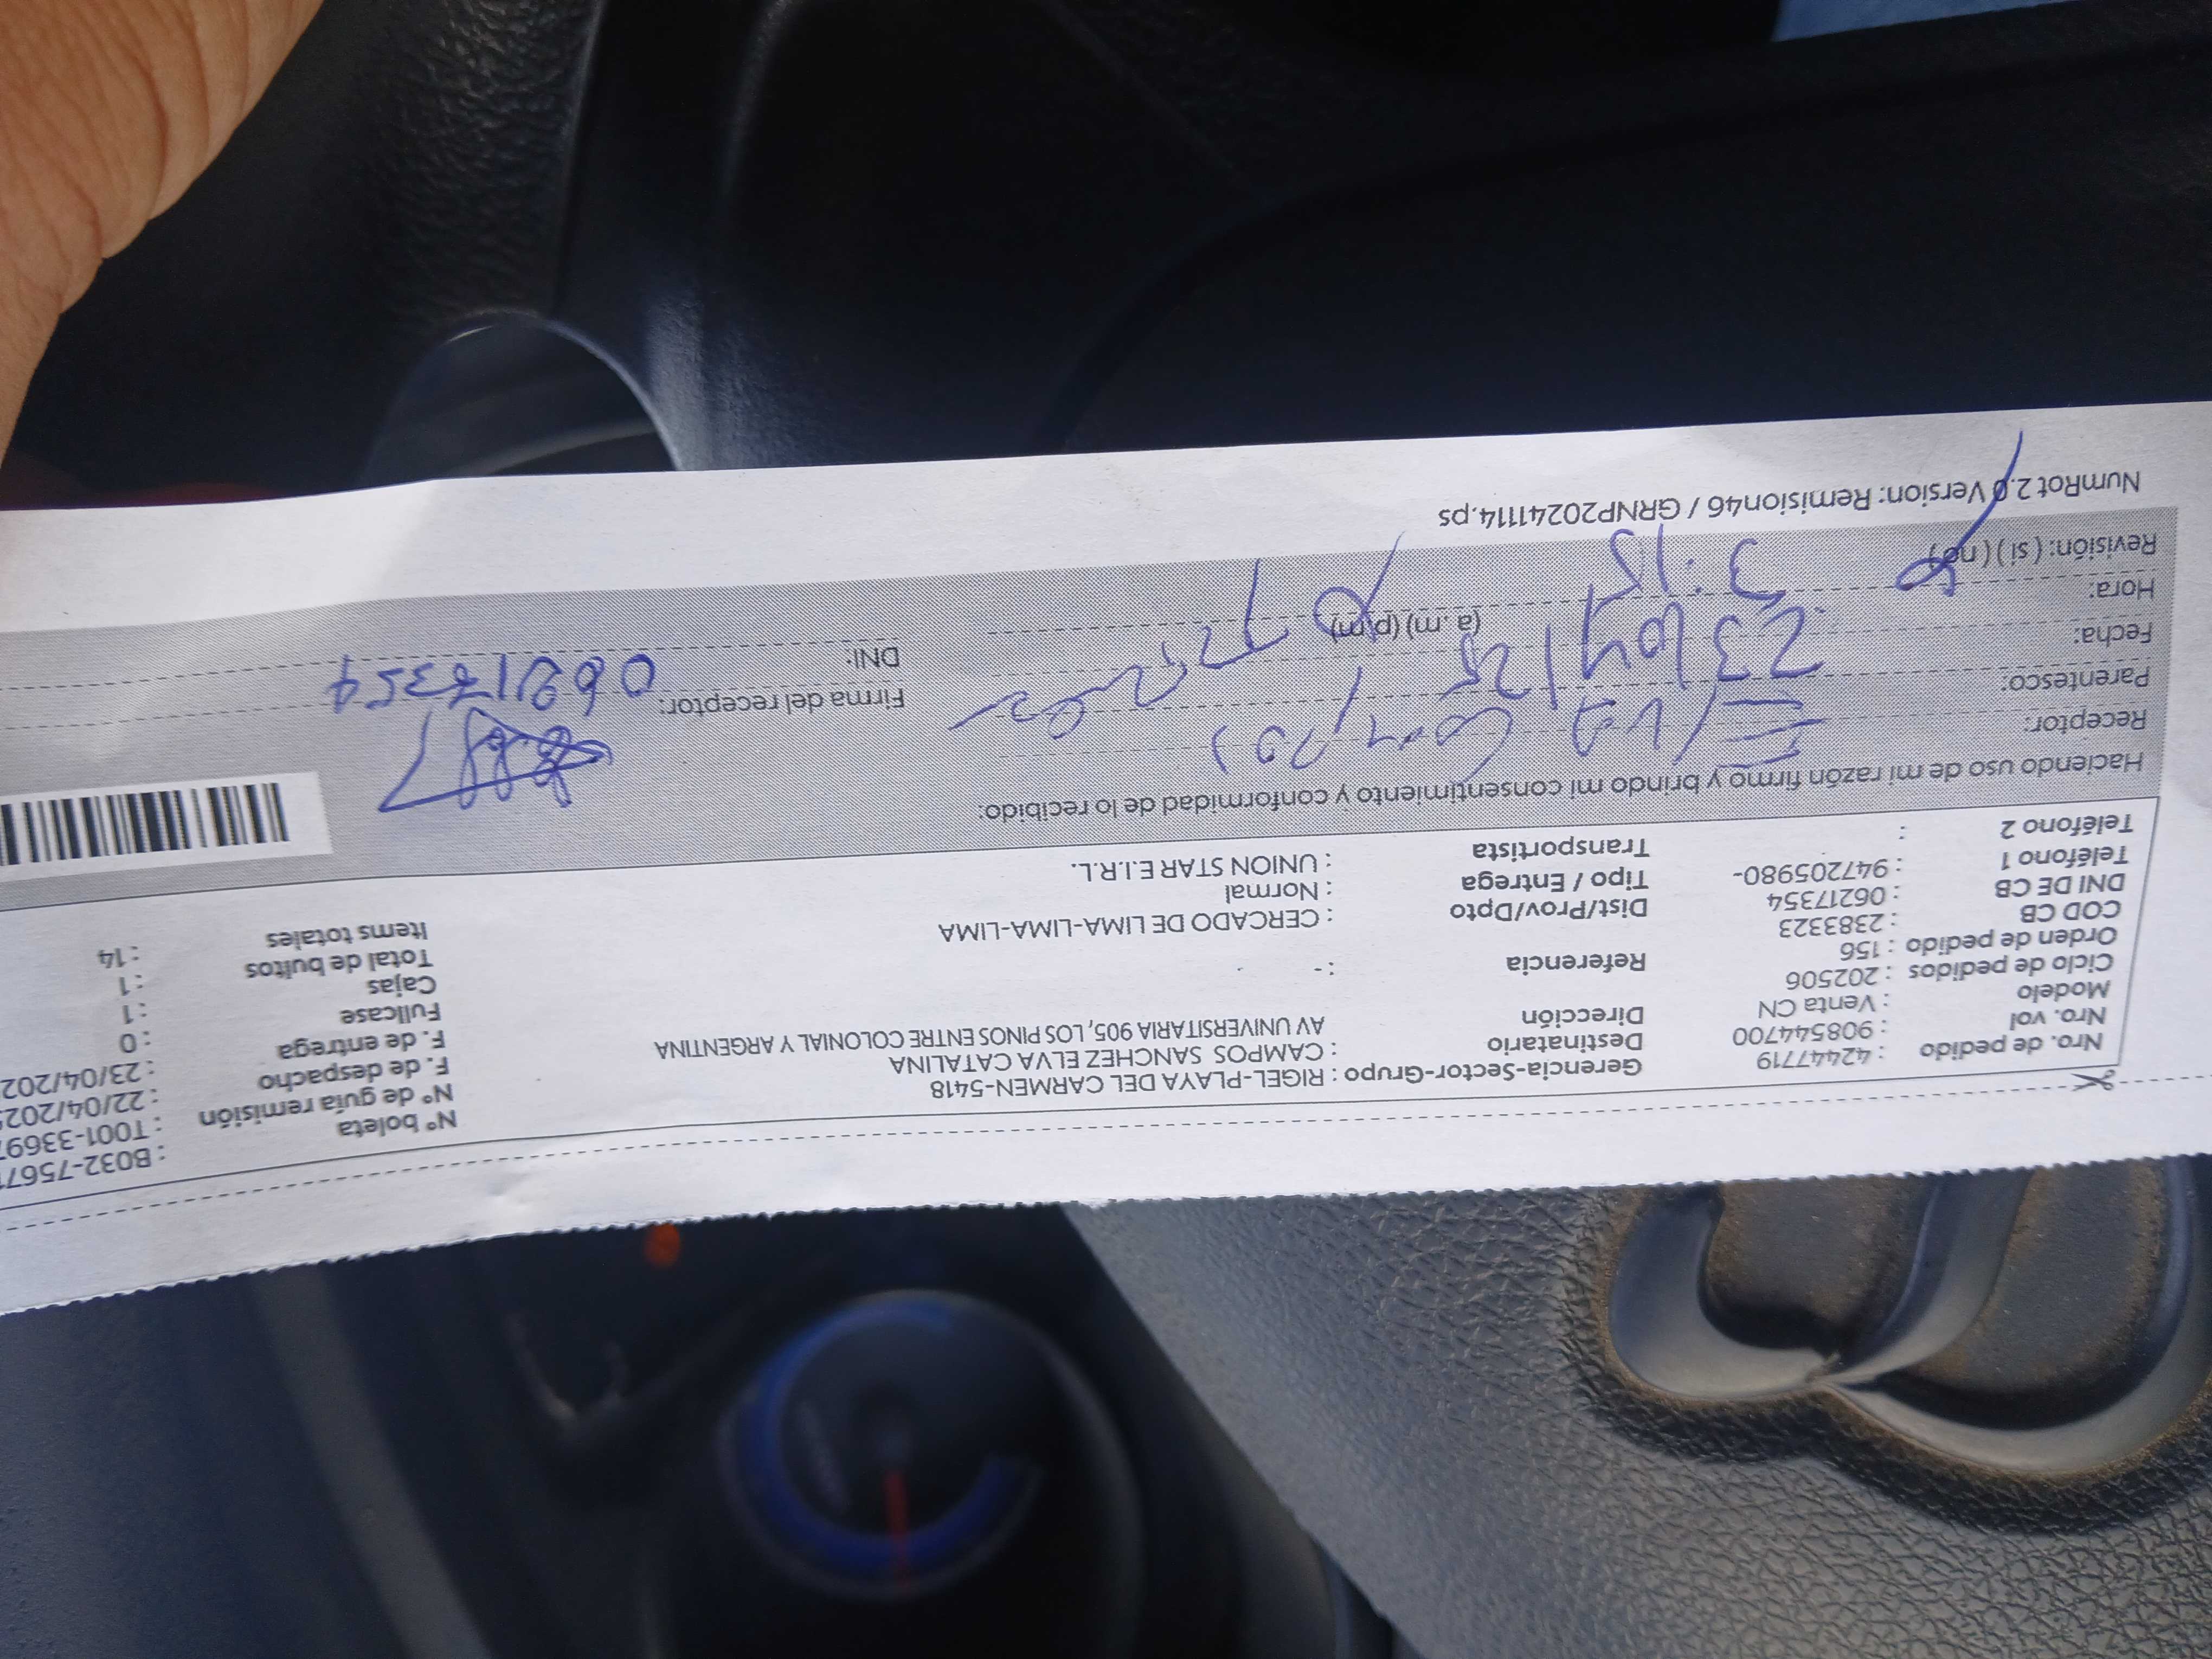 Nro. de pedido : 42447719
Nro. vol : 908544700
Modelo : Venta CN
Ciclo de pedidos : 202506
Orden de pedido : 156
COD CB : 2383323
DNI DE CB : 06217354
Teléfono 1 : 947205980-
Teléfono 2 :
Gerencia-Sector-Grupo : RIGEL-PLAYA DEL CARMEN-5418
Destinatario : CAMPOS SANCHEZ ELVA CATALINA
Dirección AV UNIVERSITARIA 905, LOS PINOS ENTRE COLONIAL Y ARGENTINA
Referencia : -
Dist/Prov/Dpto : CERCADO DE LIMA-LIMA-LIMA
Tipo / Entrega : Normal
Transportista : UNION STAR E.I.R.L.
N° boleta : B032-7567
N° de guía remisión : T001-3369
F. de despacho : 22/04/202
F. de entrega : 23/04/202
Fullcase : 0
Cajas : 1
Total de bultos : 1
Items totales : 14
Haciendo uso de mi razón firmo y brindo mi consentimiento y conformidad de lo recibido:
Receptor: Elva Campos
Parentesco:
Fecha: 23/04/25
Hora: 3:15 (a.m) (p.m)
Revisión: ( si ) ( no )
Firma del receptor:
DNI: 06217354
NumRot 2.0 Version: Remision46 / GRNP20241114.ps